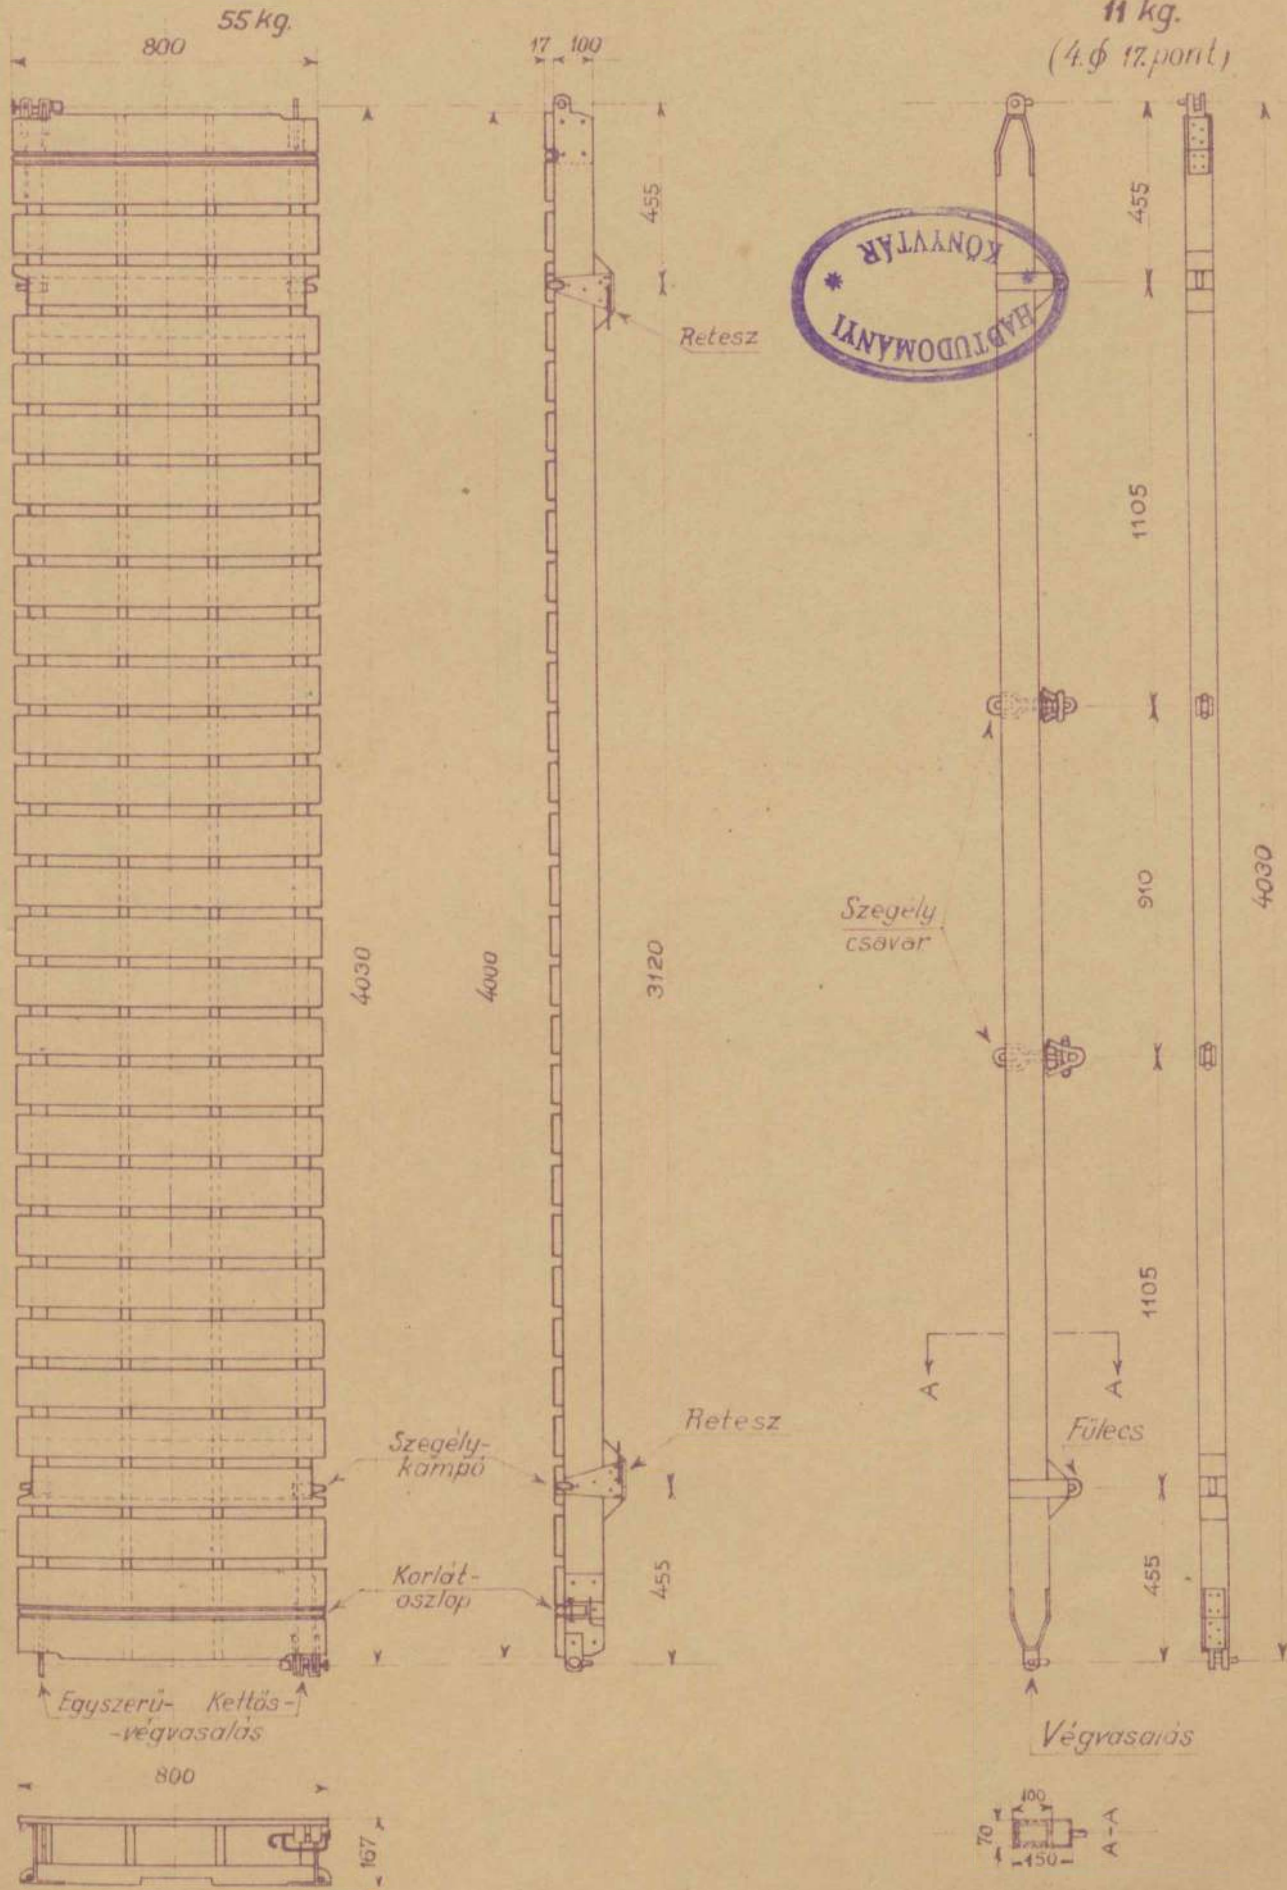 55 kg.
800
17 100
11 kg.
(4.ϕ 17. pont)
455
455
KÖNYVTÁR
HADTUDOMÁNYI
Retesz
1105
4030
4000
3120
Szegély
csavar
910
4030
1105
A
A
Szegély-
kampó
Retesz
Fülecs
Korlát-
oszlop
455
455
Egyszerű- Kettős-
-végvasalás
Végvasalás
800
167
100
70
150
A-A